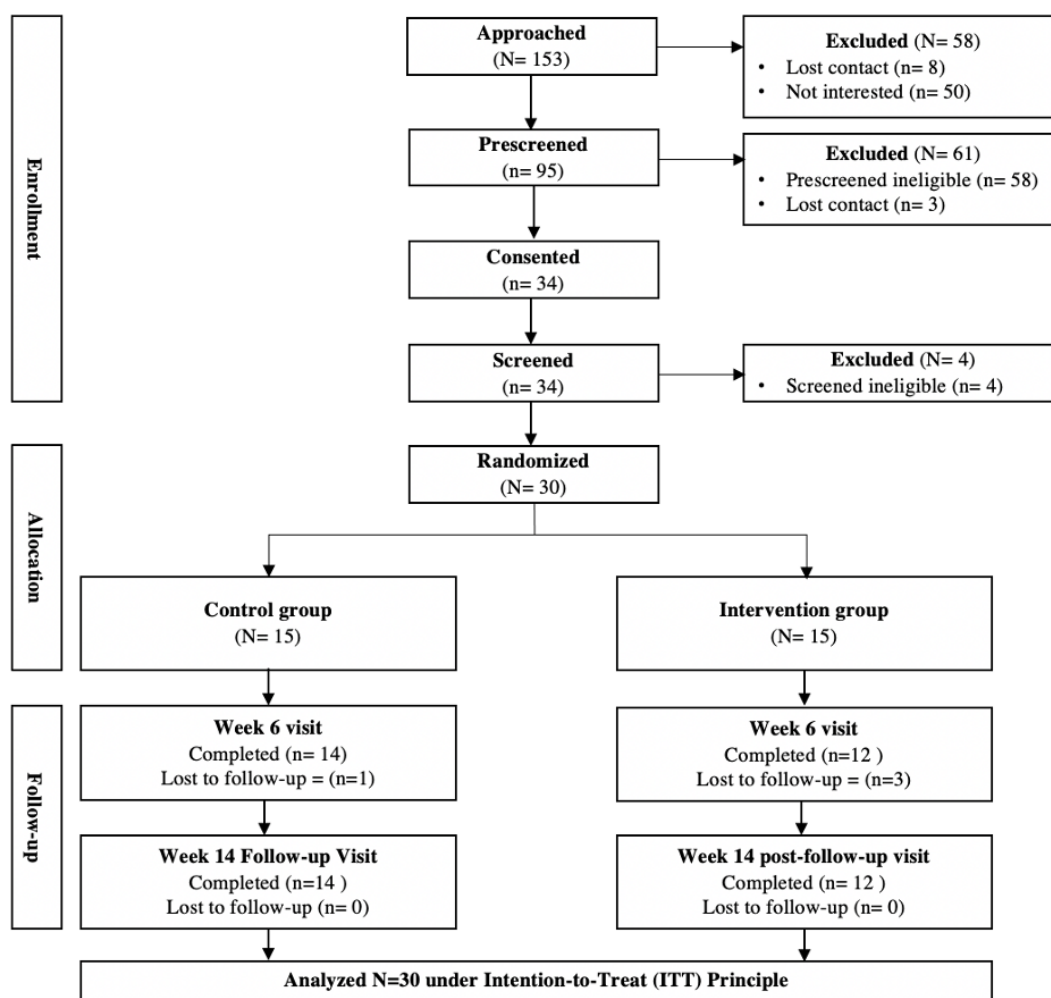 Enrollment
Approached
(N= 153)
Excluded (N= 58)
• Lost contact (n= 8)
• Not interested (n= 50)
Prescreened
(n= 95)
Excluded (N= 61)
• Prescreened ineligible (n= 58)
• Lost contact (n= 3)
Consented
(n= 34)
Screened
(n= 34)
Excluded (N= 4)
• Screened ineligible (n= 4)
Allocation
Randomized
(N= 30)
Control group
(N= 15)
Intervention group
(N= 15)
Follow-up
Week 6 visit
Completed (n= 14)
Lost to follow-up = (n=1)
Week 6 visit
Completed (n=12 )
Lost to follow-up = (n=3)
Week 14 Follow-up Visit
Completed (n=14 )
Lost to follow-up (n= 0)
Week 14 post-follow-up visit
Completed (n= 12 )
Lost to follow-up (n= 0)
Analyzed N=30 under Intention-to-Treat (ITT) Principle